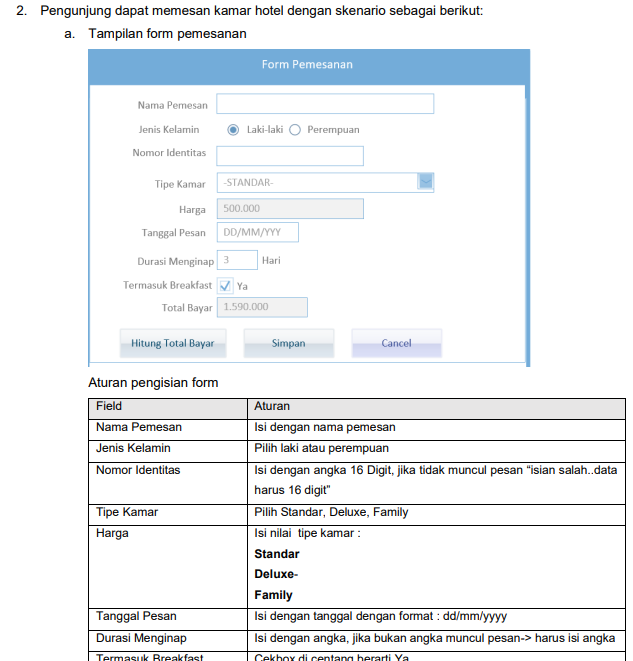 2. Pengunjung dapat memesan kamar hotel dengan skenario sebagai berikut:
a. Tampilan form pemesanan
Form Pemesanan
Nama Pemesan
Jenis Kelamin Laki-laki Perempuan
Nomor Identitas
Tipe Kamar -STANDAR-
Harga 500.000
Tanggal Pesan DD/MM/YYY
Durasi Menginap 3 Hari
Termasuk Breakfast Ya
Total Bayar 1.590.000
Hitung Total Bayar Simpan Cancel
Aturan pengisian form
Field Aturan
Nama Pemesan Isi dengan nama pemesan
Jenis Kelamin Pilih laki atau perempuan
Nomor Identitas Isi dengan angka 16 Digit, jika tidak muncul pesan “isian salah..data
harus 16 digit”
Tipe Kamar Pilih Standar, Deluxe, Family
Harga Isi nilai tipe kamar :
Standar
Deluxe-
Family
Tanggal Pesan Isi dengan tanggal dengan format : dd/mm/yyyy
Durasi Menginap Isi dengan angka, jika bukan angka muncul pesan-> harus isi angka
Termasuk Breakfast Cekbox di centang berarti Ya